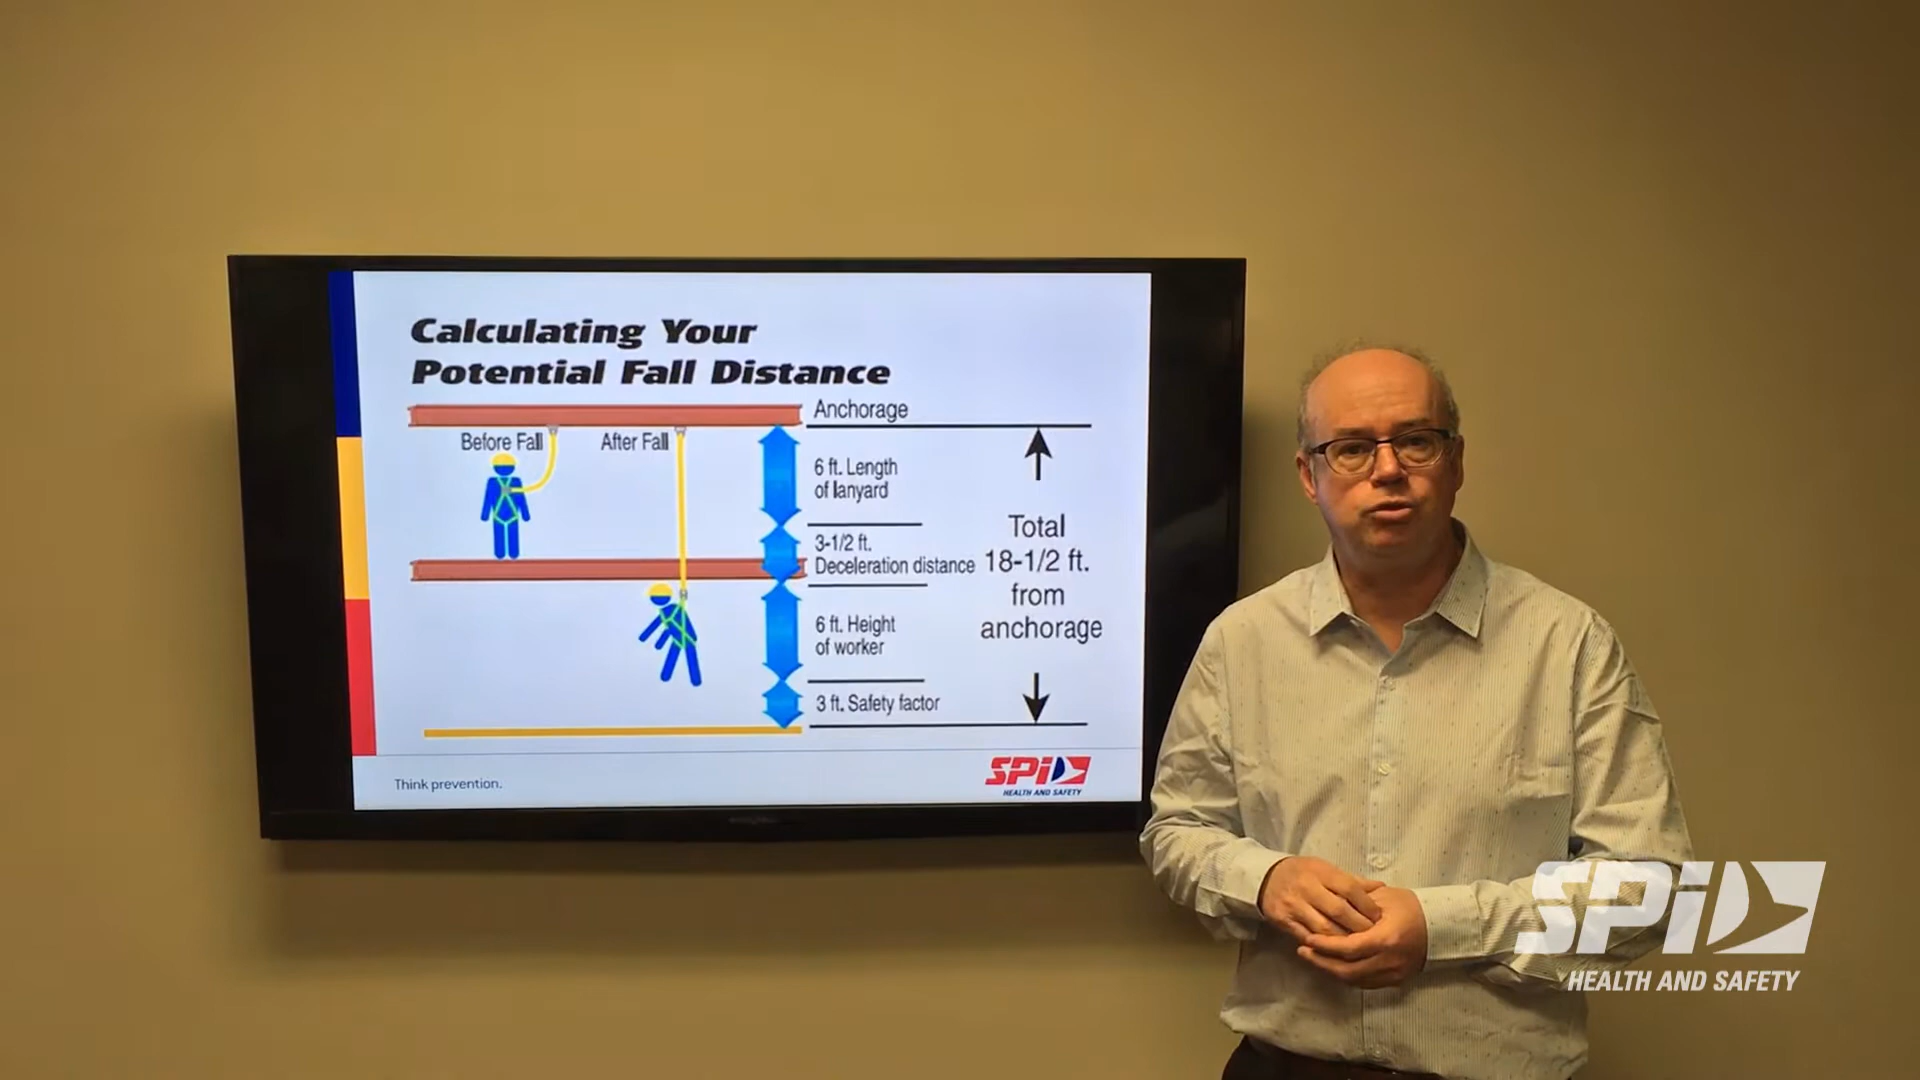 Calculating Your
Potential Fall Distance
Anchorage
Before Fall
After Fall
6 ft. Length
of lanyard
3-1/2 ft.
Deceleration distance
6 ft. Height
of worker
3 ft. Safety factor
Total
18-1/2 ft.
from
anchorage
Think prevention.
SPi
HEALTH AND SAFETY
SPi
HEALTH AND SAFETY